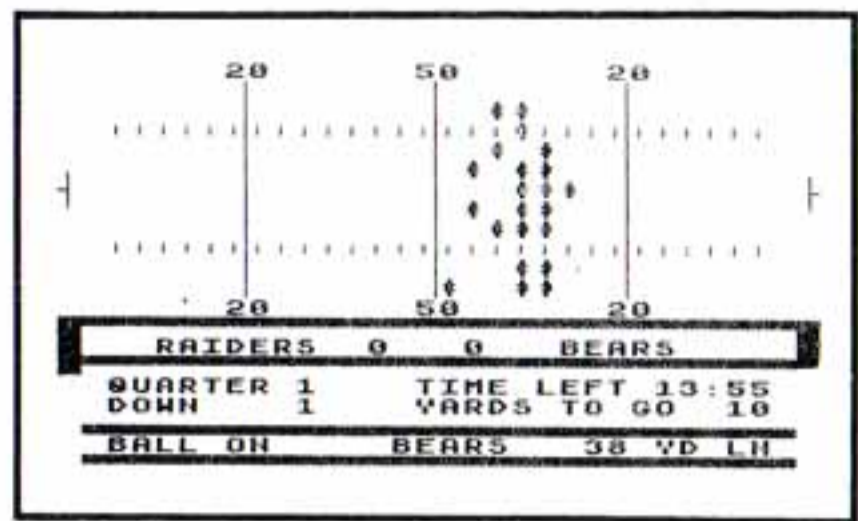 20 50 20
20 50 20
RAIDERS 0 0 BEARS
QUARTER 1 TIME LEFT 13:55
DOWN 1 YARDS TO GO 10
BALL ON BEARS 38 YD LN